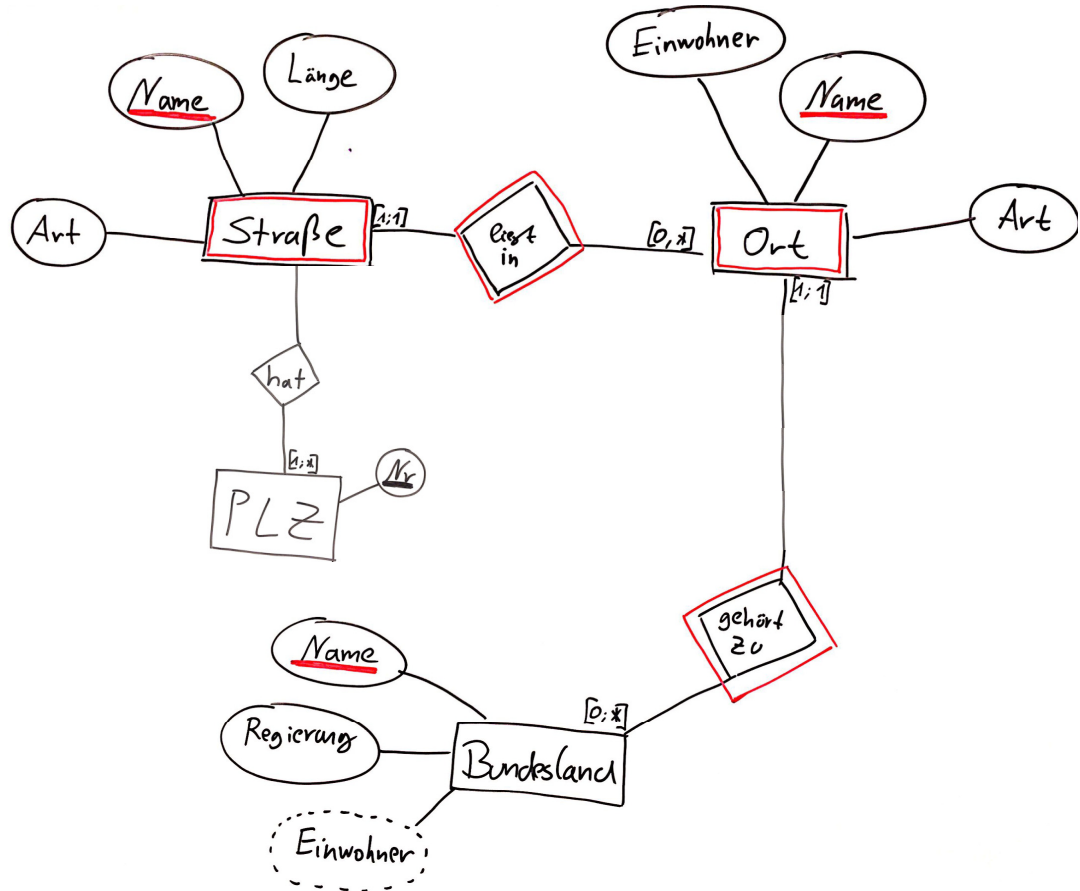 Einwohner
Länge
Name
Name
Art
Straße
[1;1]
liegt
in
[0,*]
Ort
Art
[1;1]
hat
[1;*]
Nr
PLZ
gehört
zu
Name
[0;*]
Regierung
Bundesland
Einwohner